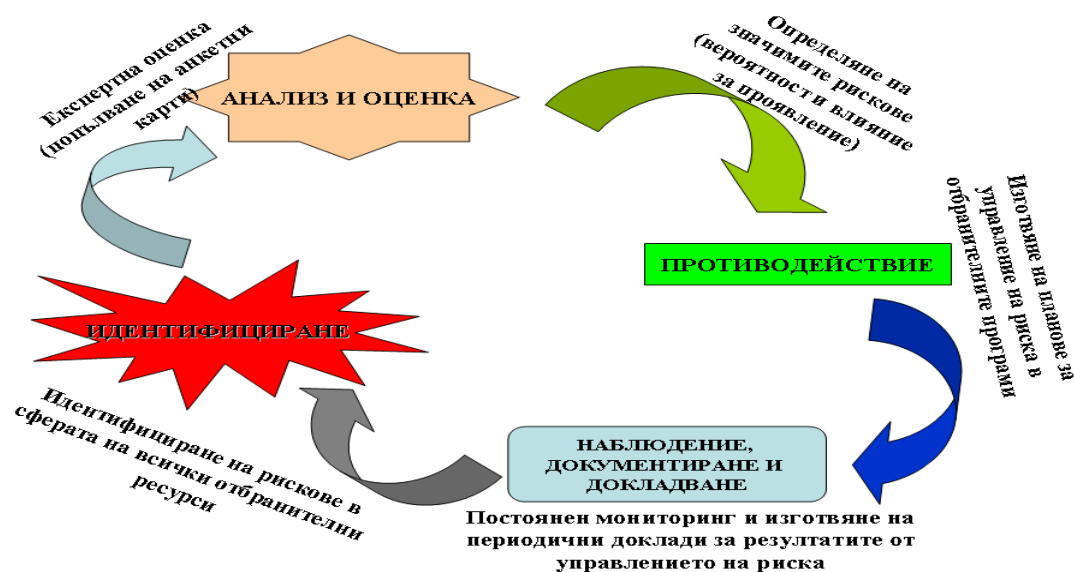 Експертна оценка
(попълване на анкетни
карти)
АНАЛИЗ И ОЦЕНКА
Определяне на
значимите рискове
(вероятност и влияние
за проявление)
ПРОТИВОДЕЙСТВИЕ
Изготвяне на планове за
управление на риска в
отбранителните програми
ИДЕНТИФИЦИРАНЕ
Идентифициране на рискове в
сферата на всички отбранителни
ресурси
НАБЛЮДЕНИЕ,
ДОКУМЕНТИРАНЕ И
ДОКЛАДВАНЕ
Постоянен мониторинг и изготвяне на
периодични доклади за резултатите от
управлението на риска